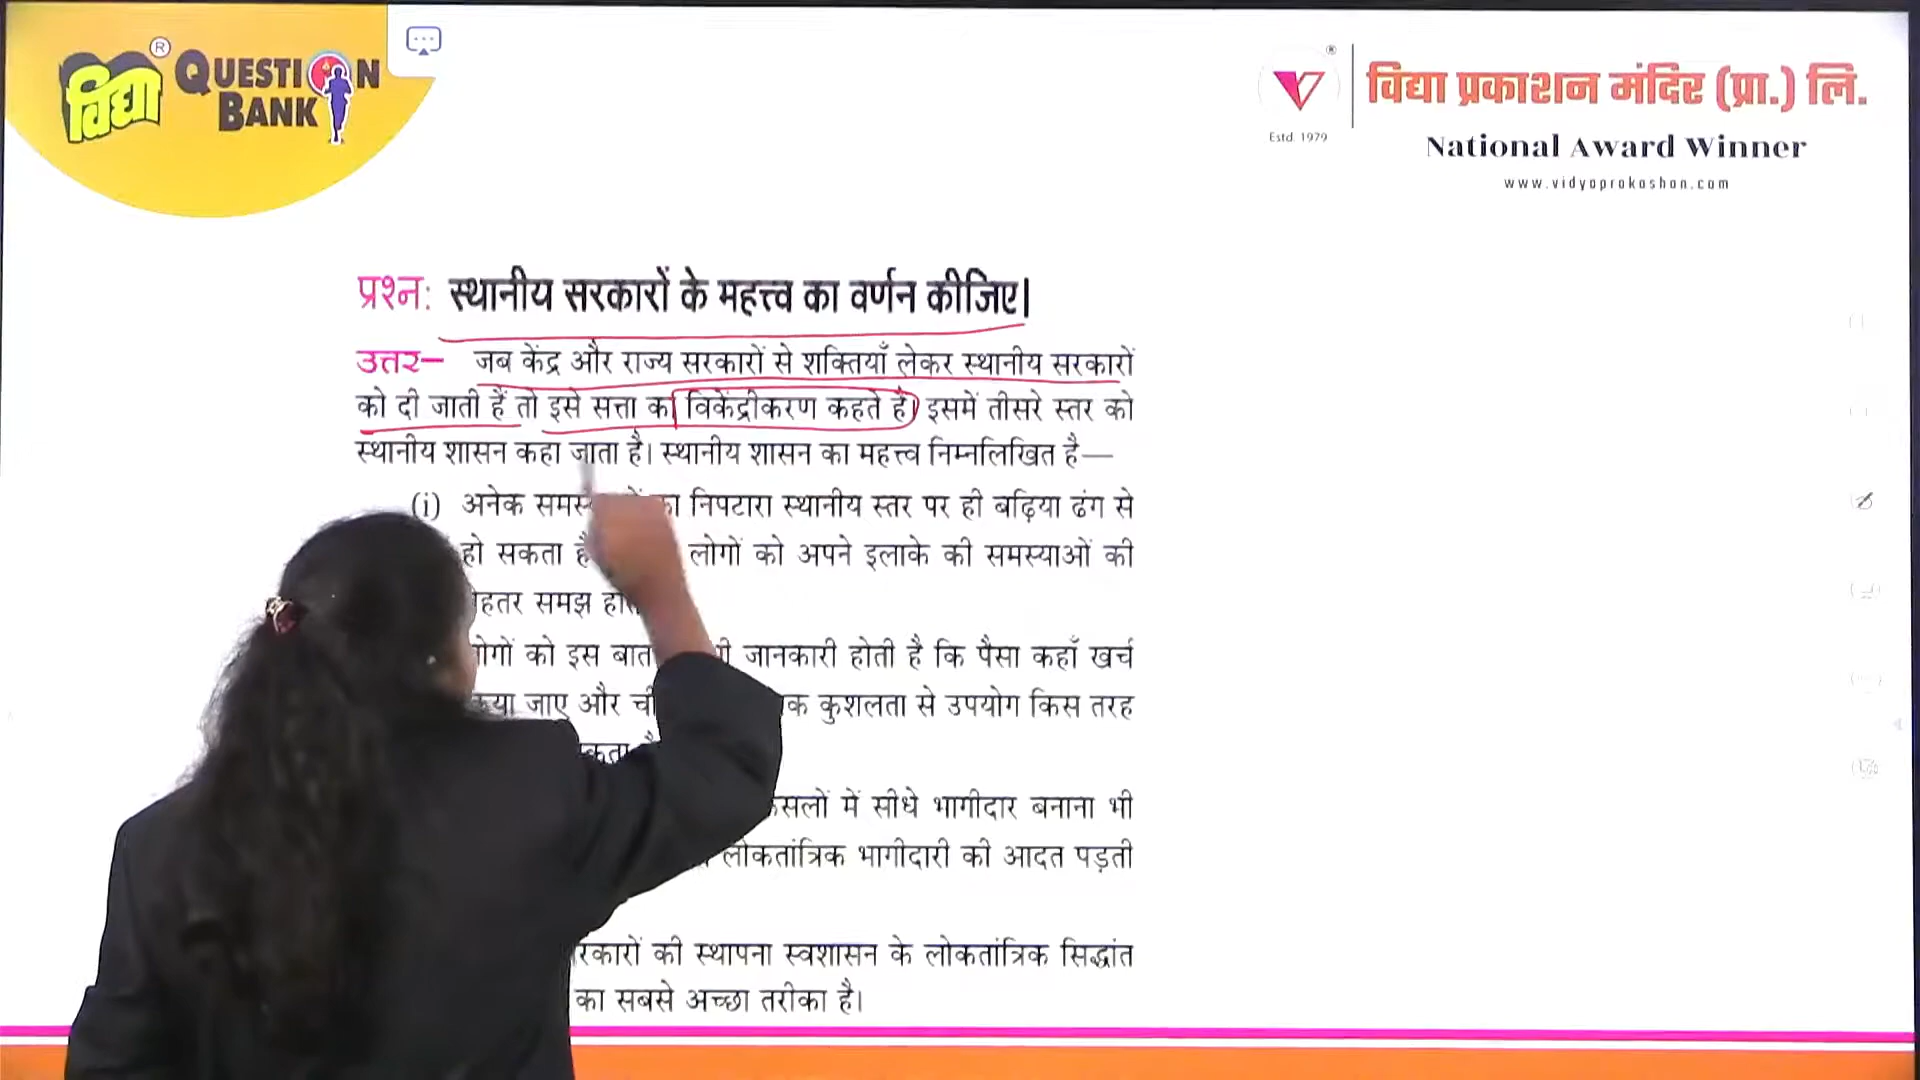 विद्या
®
QUESTION
BANK
®
Estd. 1979
विद्या प्रकाशन मंदिर (प्रा.) लि.
National Award Winner
www.vidyaprakashan.com
प्रश्न: स्थानीय सरकारों के महत्त्व का वर्णन कीजिए।
उत्तर— जब केंद्र और राज्य सरकारों से शक्तियाँ लेकर स्थानीय सरकारों
को दी जाती हैं तो इसे सत्ता का विकेंद्रीकरण कहते हैं। इसमें तीसरे स्तर को
स्थानीय शासन कहा जाता है। स्थानीय शासन का महत्त्व निम्नलिखित है—
(i) अनेक निपटारा स्थानीय स्तर पर ही बढ़िया ढंग से
हो सकता लोगों को अपने इलाके की समस्याओं की
समझ
को इस बात जानकारी होती है कि पैसा कहाँ खर्च
जाए और कुशलता से उपयोग किस तरह
में सीधे भागीदार बनाना भी
लोकतांत्रिक भागीदारी की आदत पड़ती
की स्थापना स्वशासन के लोकतांत्रिक सिद्धांत
का सबसे अच्छा तरीका है।